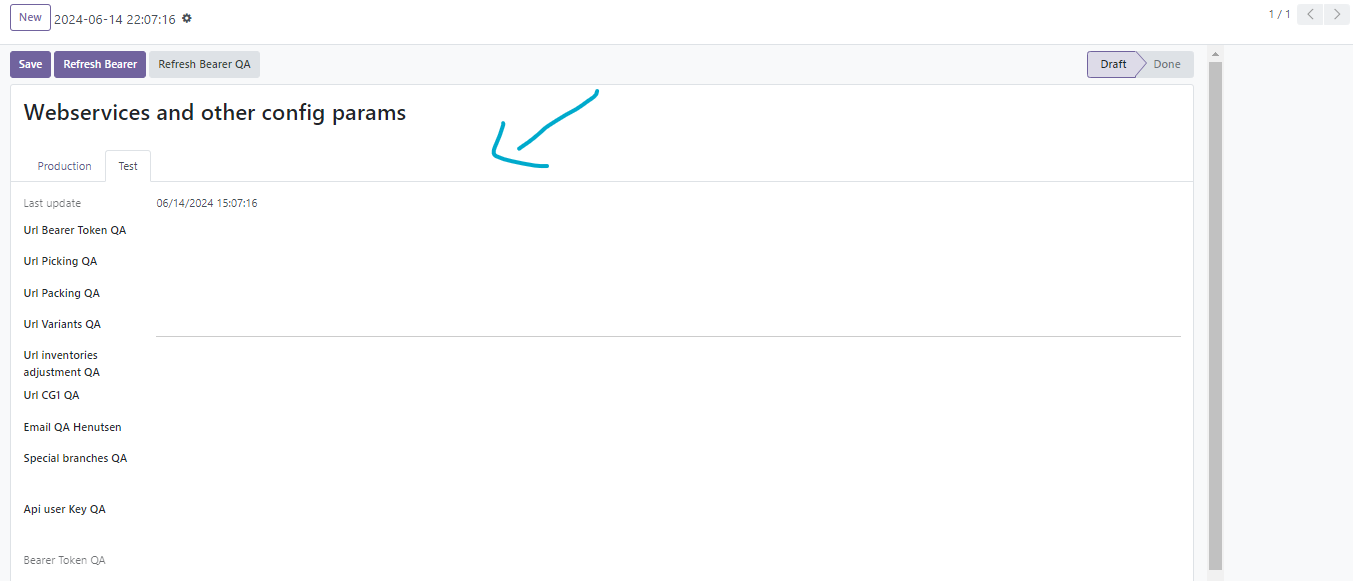 New 2024-06-14 22:07:16 1 / 1
Save Refresh Bearer Refresh Bearer QA Draft Done
Webservices and other config params
Production Test
Last update 06/14/2024 15:07:16
Url Bearer Token QA
Url Picking QA
Url Packing QA
Url Variants QA
Url inventories
adjustment QA
Url CG1 QA
Email QA Henutsen
Special branches QA
Api user Key QA
Bearer Token QA